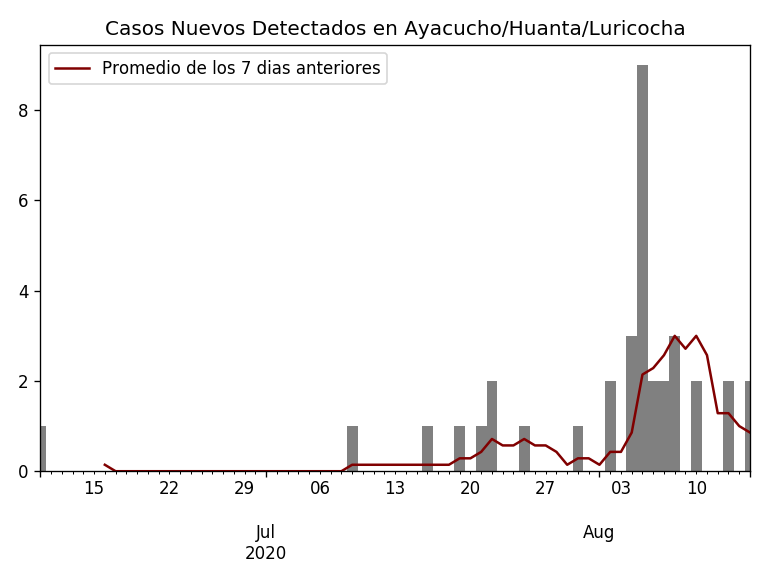 Casos Nuevos Detectados en Ayacucho/Huanta/Luricocha
Promedio de los 7 dias anteriores
8
6
4
2
0
15 22 29 06 13 20 27 03 10
Jul Aug
2020